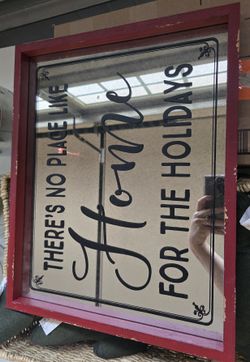 THERE'S NO PLACE LIKE
Home
FOR THE HOLIDAYS